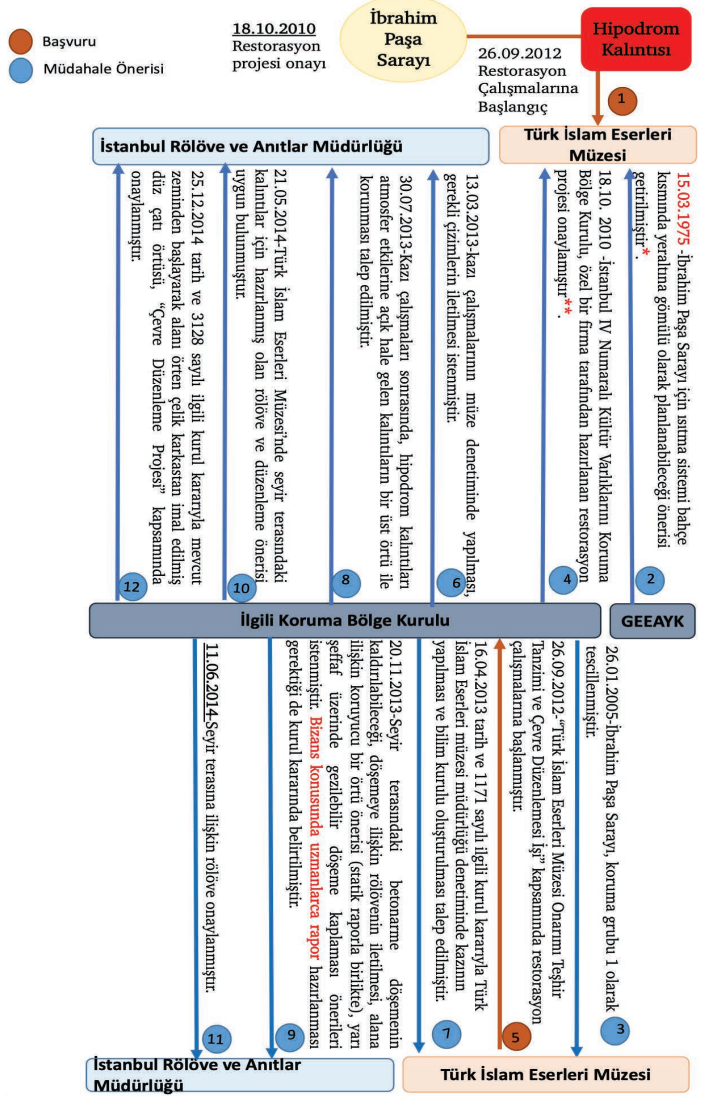 Başvuru
Müdahale Önerisi
18.10.2010
Restorasyon
projesi onayı
İbrahim
Paşa
Sarayı
26.09.2012
Restorasyon
Çalışmalarına
Başlangıç
Hipodrom
Kalıntısı
1
İstanbul Rölöve ve Anıtlar Müdürlüğü
Türk İslam Eserleri
Müzesi
15.03.1975 -İbrahim Paşa Sarayı için ısıtma sistemi bahçe
kısmında yeraltına gömülü olarak planlanabileceği önerisi
getirilmiştir*.
18.10. 2010 -İstanbul IV Numaralı Kültür Varlıklarını Koruma
Bölge Kurulu, özel bir firma tarafından hazırlanan restorasyon
projesi onaylamıştır**.
13.03.2013-kazı çalışmalarının müze denetiminde yapılması,
gerekli çizimlerin iletilmesi istenmiştir.
30.07.2013-Kazı çalışmaları sonrasında, hipodrom kalıntıları
atmosfer etkilerine açık hale gelen kalıntıların bir üst örtü ile
korunması talep edilmiştir.
21.05.2014-Türk İslam Eserleri Müzesi'nde seyir terasındaki
kalıntılar için hazırlanmış olan rölöve ve düzenleme önerisi
uygun bulunmuştur.
25.12.2014 tarih ve 3128 sayılı ilgili kurul kararıyla mevcut
zeminden başlayarak alanı örten çelik karkastan imal edilmiş
düz çatı örtüsü, “Çevre Düzenleme Projesi” kapsamında
onaylanmıştır.
12
10
8
6
4
2
İlgili Koruma Bölge Kurulu
GEEAYK
26.01.2005-İbrahim Paşa Sarayı, koruma grubu 1 olarak
tescillenmiştir.
26.09.2012-“Türk İslam Eserleri Müzesi Onarımı Teşhir
Tanzimi ve Çevre Düzenlemesi İşi” kapsamında restorasyon
çalışmalarına başlanmıştır.
16.04.2013 tarih ve 1171 sayılı ilgili kurul kararıyla Türk
İslam Eserleri müzesi müdürlüğü denetiminde kazının
yapılması ve bilim kurulu oluşturulması talep edilmiştir.
20.11.2013-Seyir terasındaki betonarme döşemenin
kaldırılabileceği, döşemeye ilişkin rölövenin iletilmesi, alana
ilişkin koruyucu bir örtü önerisi (statik raporla birlikte), yarı
şeffaf üzerinde gezilebilir döşeme kaplaması önerileri
istenmiştir. Bizans konusunda uzmanlarca rapor hazırlanması
gerektiği de kurul kararında belirtilmiştir.
11.06.2014-Seyir terasına ilişkin rölöve onaylanmıştır.
11
9
7
5
3
İstanbul Rölöve ve Anıtlar
Müdürlüğü
Türk İslam Eserleri Müzesi